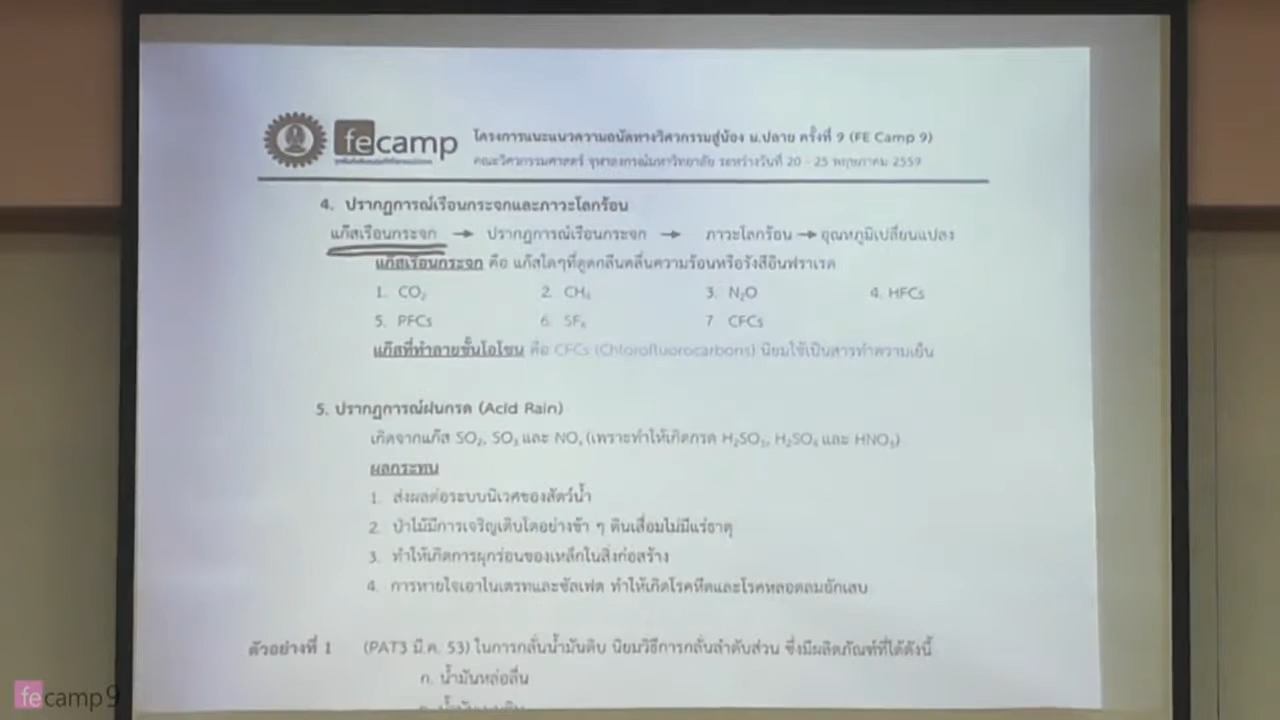 fecamp
โครงการแนะแนวความถนัดทางวิศวกรรมสู่น้อง ม.ปลาย ครั้งที่ 9 (FE Camp 9)
คณะวิศวกรรมศาสตร์ จุฬาลงกรณ์มหาวิทยาลัย ระหว่างวันที่ 20 - 25 พฤษภาคม 2559
4. ปรากฏการณ์เรือนกระจกและภาวะโลกร้อน
แก๊สเรือนกระจก → ปรากฏการณ์เรือนกระจก → ภาวะโลกร้อน → อุณหภูมิเปลี่ยนแปลง
แก๊สเรือนกระจก คือ แก๊สใดๆที่ดูดกลืนคลื่นความร้อนหรือรังสีอินฟราเรด
1. CO₂ 2. CH₄ 3. N₂O 4. HFCs
5. PFCs 6. SF₆ 7. CFCs
แก๊สที่ทำลายชั้นโอโซน คือ CFCs (Chlorofluorocarbons) นิยมใช้เป็นสารทำความเย็น
5. ปรากฏการณ์ฝนกรด (Acid Rain)
เกิดจากแก๊ส SO₂, SO₃ และ NOₓ (เพราะทำให้เกิดกรด H₂SO₃, H₂SO₄ และ HNO₃)
ผลกระทบ
1. ส่งผลต่อระบบนิเวศของสัตว์น้ำ
2. ป่าไม้มีการเจริญเติบโตอย่างช้า ๆ ดินเสื่อมไม่มีแร่ธาตุ
3. ทำให้เกิดการผุกร่อนของเหล็กในสิ่งก่อสร้าง
4. การหายใจเอาไนเตรทและซัลเฟต ทำให้เกิดโรคหืดและโรคหลอดลมอักเสบ
ตัวอย่างที่ 1 (PAT3 มี.ค. 53) ในการกลั่นน้ำมันดิบ นิยมวิธีการกลั่นลำดับส่วน ซึ่งมีผลิตภัณฑ์ที่ได้ดังนี้
ก. น้ำมันหล่อลื่น
fecamp9